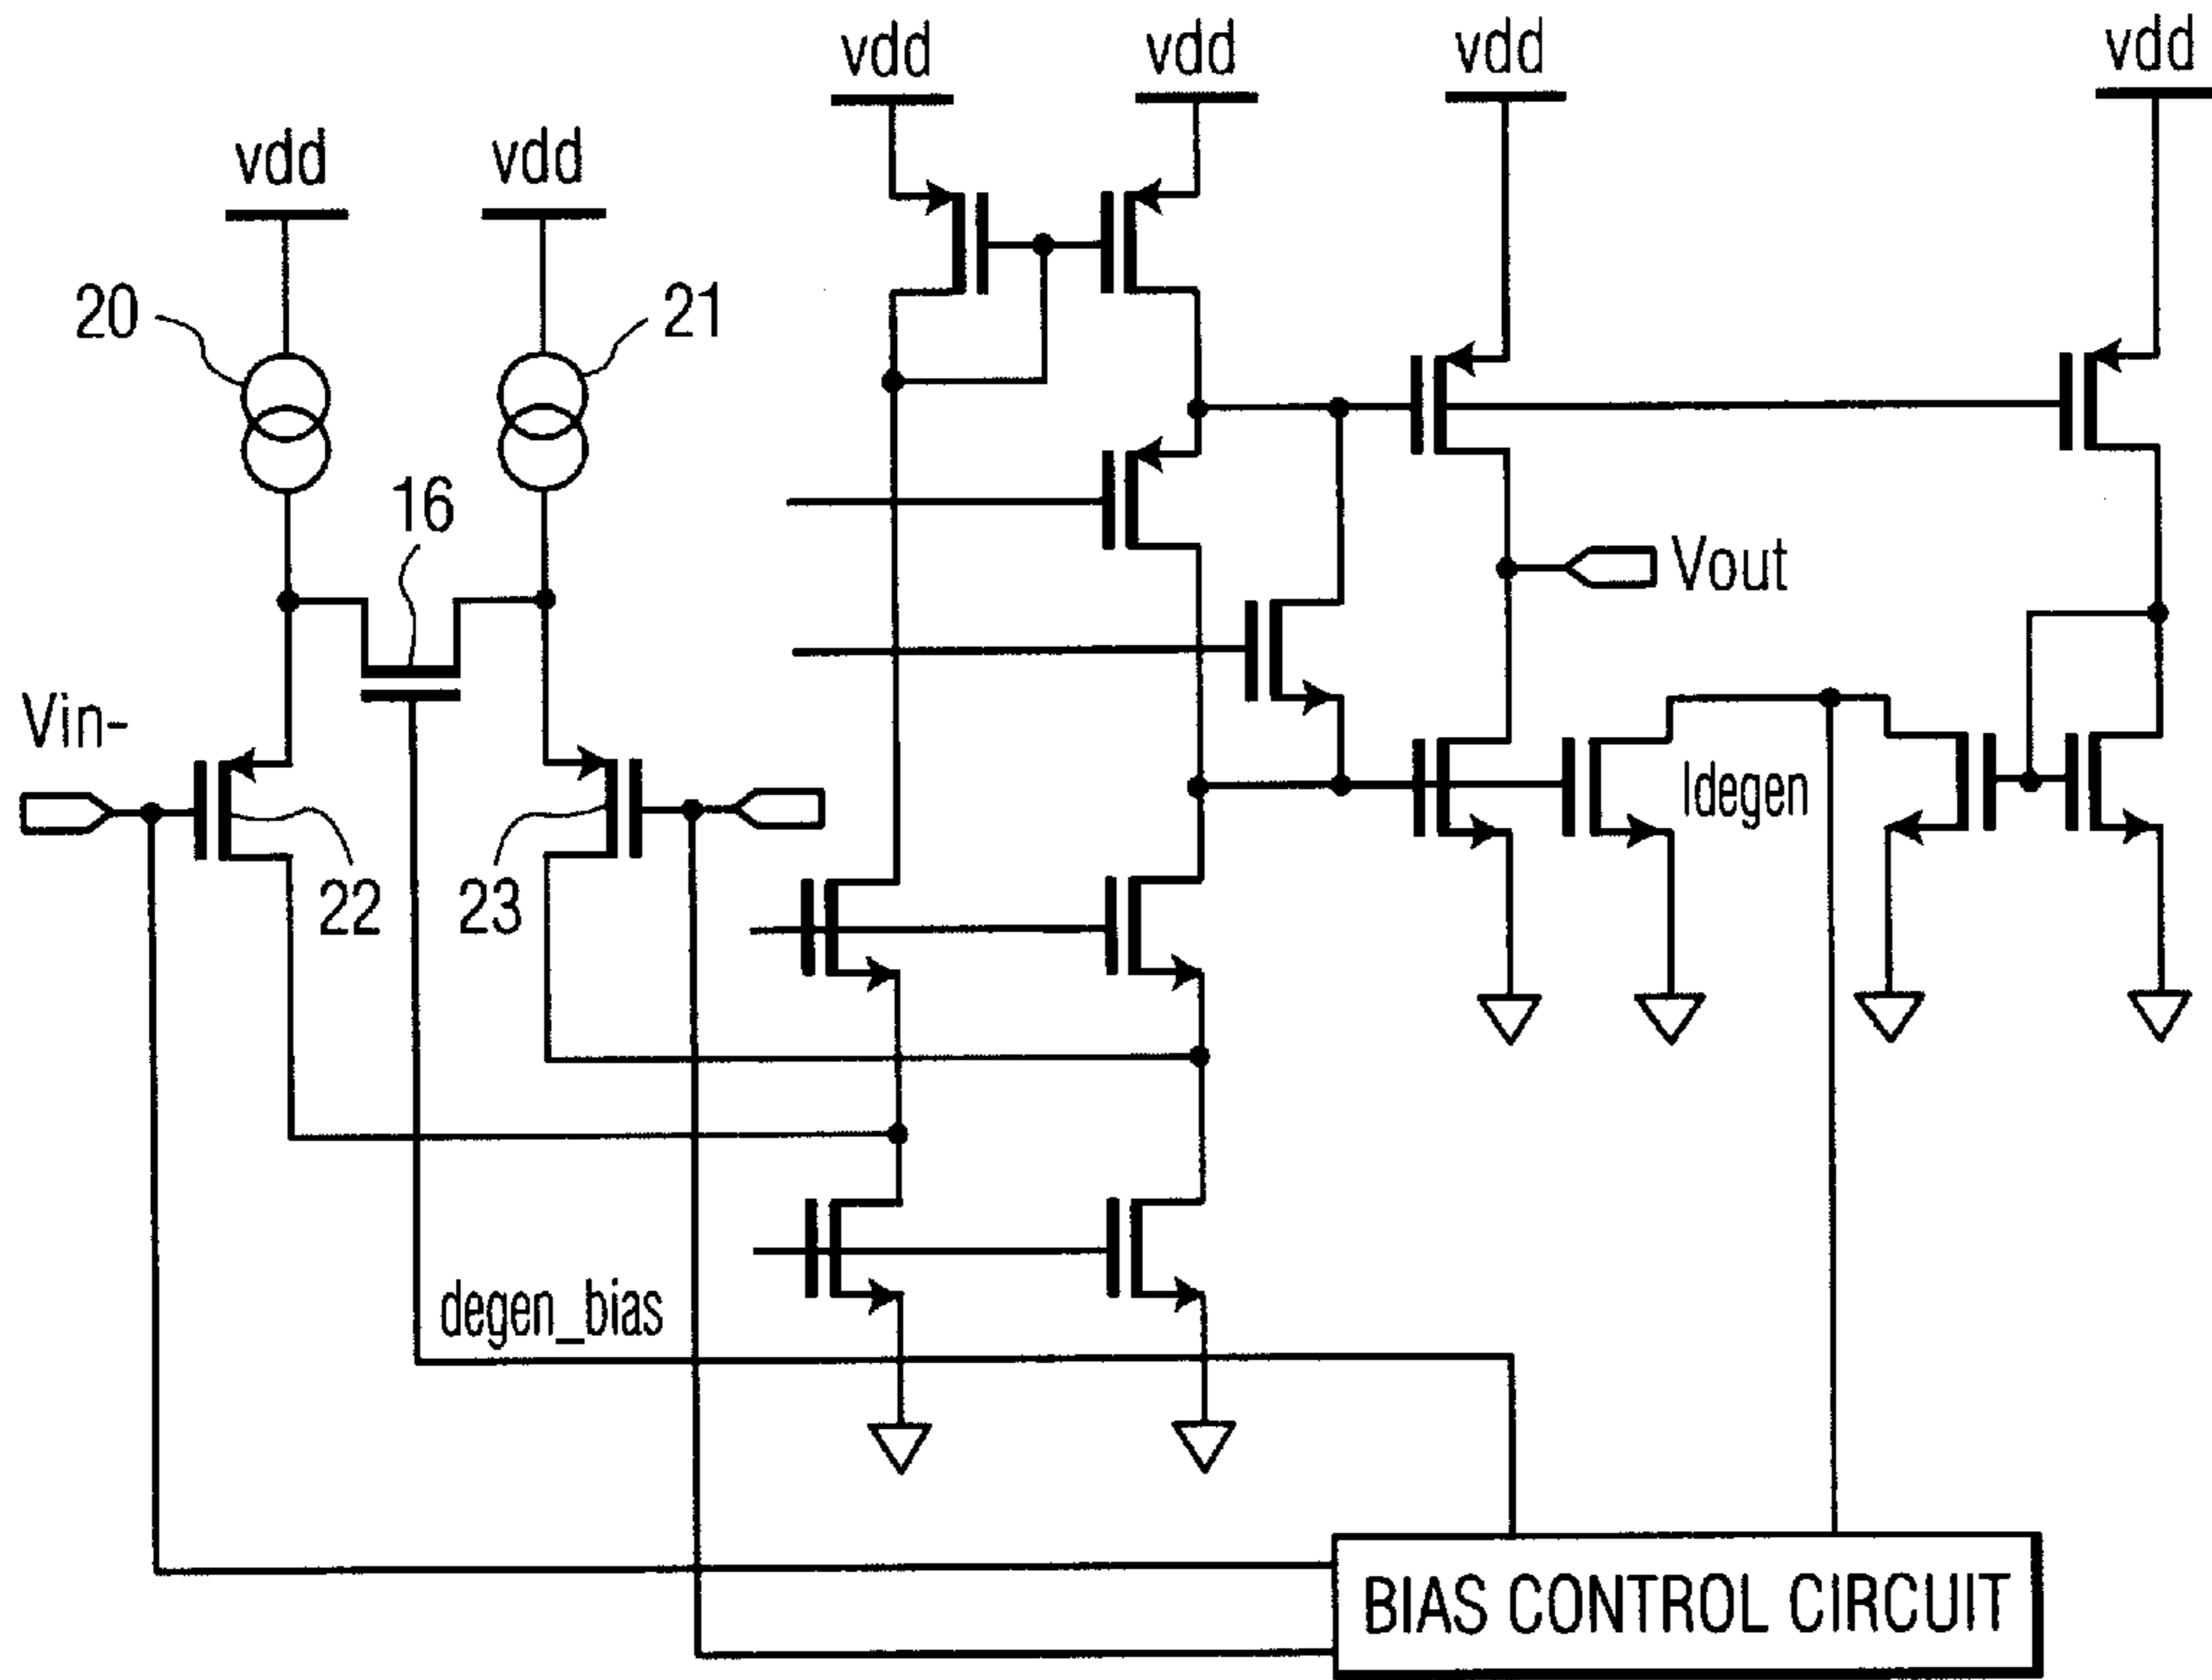 vdd
vdd
vdd
vdd
vdd
vdd
20
21
16
Vout
Vin-
Idegen
22
23
degen_bias
BIAS CONTROL CIRCUIT